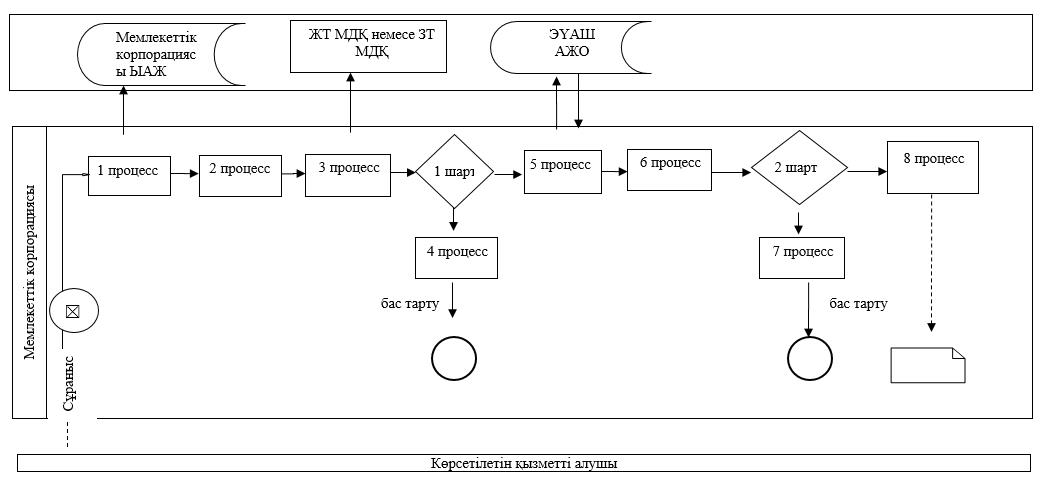 Мемлекеттік
корпорацияс
ы ЫАЖ
ЖТ МДҚ немесе ЗТ
МДҚ
ЭҮАШ
АЖО
Мемлекеттік корпорациясы
1 процесс
2 процесс
3 процесс
1 шарт
5 процесс
6 процесс
2 шарт
8 процесс
4 процесс
7 процесс
бас тарту
бас тарту
Сұраныс
Көрсетілетін қызметті алушы